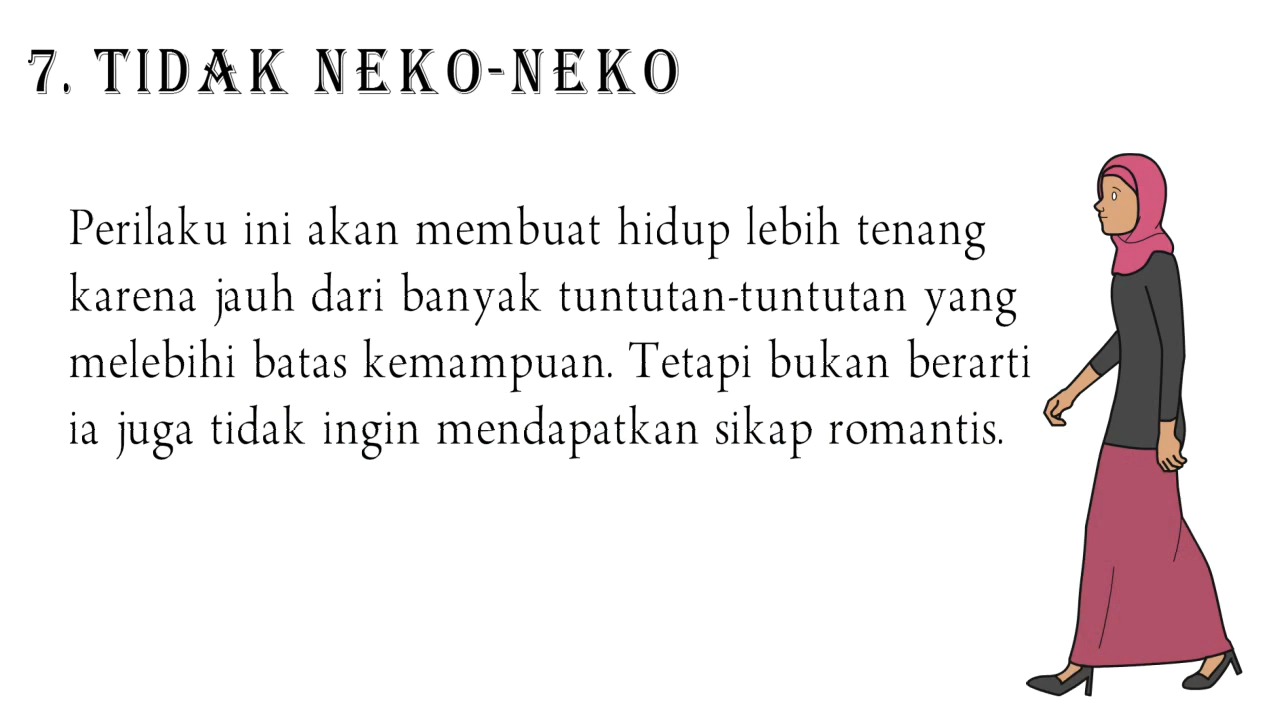 7. TIDAK NEKO-NEKO
Perilaku ini akan membuat hidup lebih tenang
karena jauh dari banyak tuntutan-tuntutan yang
melebihi batas kemampuan. Tetapi bukan berarti
ia juga tidak ingin mendapatkan sikap romantis.